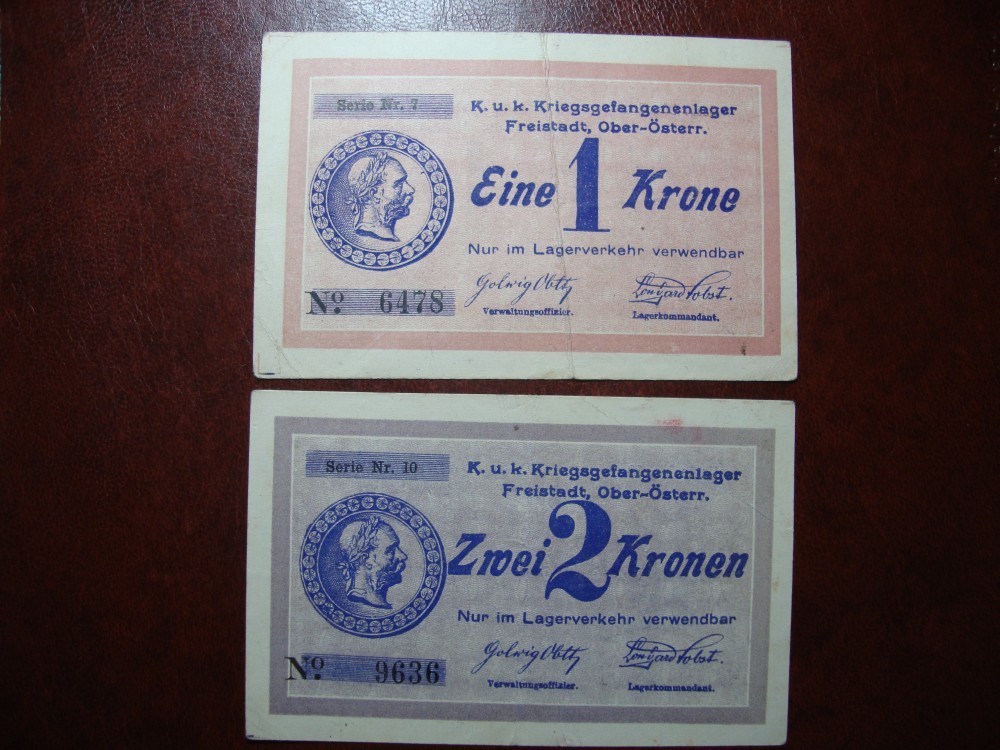 Serie Nr. 7
K. u. k. Kriegsgefangenenlager
Freistadt, Ober-Österr.
Eine 1 Krone
Nur im Lagerverkehr verwendbar
No. 6478
Verwaltungsoffizier.
Lagerkommandant.
Serie Nr. 10
K. u. k. Kriegsgefangenenlager
Freistadt, Ober-Österr.
Zwei 2 Kronen
Nur im Lagerverkehr verwendbar
No. 9636
Verwaltungsoffizier.
Lagerkommandant.